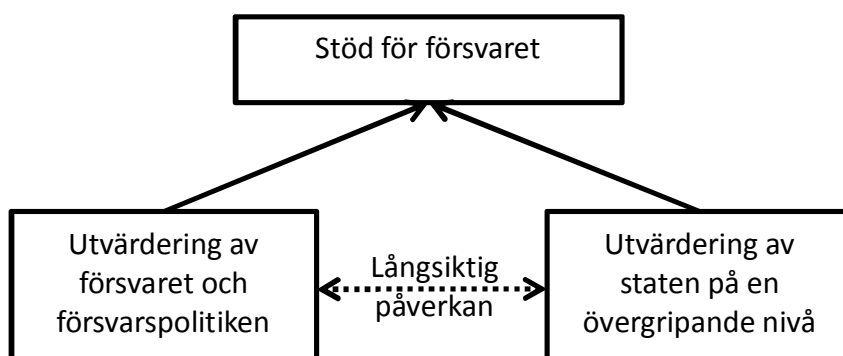 Stöd för försvaret
Utvärdering av
försvaret och
försvarspolitiken
Långsiktig
påverkan
Utvärdering av
staten på en
övergripande nivå